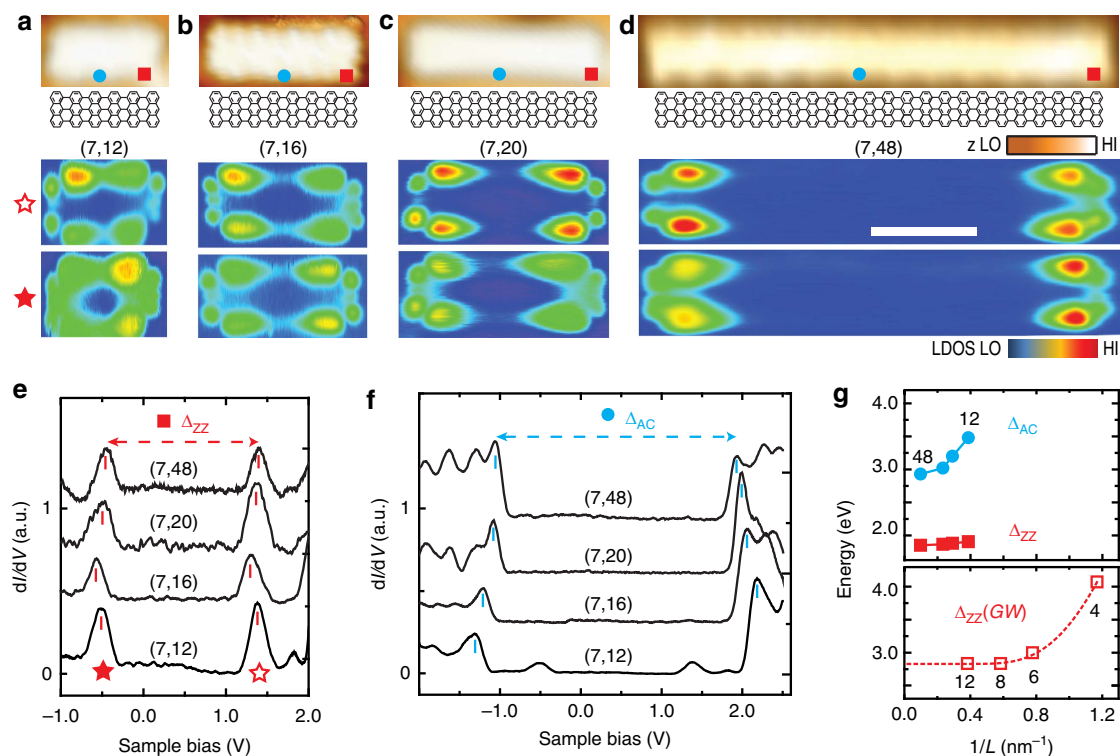 a b c d
(7,12) (7,16) (7,20) (7,48) z LO HI
LDOS LO HI
e
Δ_ZZ
(7,48)
(7,20)
(7,16)
(7,12)
1
0
dI/dV (a.u.)
−1.0 0.0 1.0 2.0
Sample bias (V)
f
Δ_AC
(7,48)
(7,20)
(7,16)
(7,12)
1
0
dI/dV (a.u.)
−1.0 0.0 1.0 2.0
Sample bias (V)
g
4.0
12
Δ_AC
48
3.0
Δ_ZZ
2.0
Energy (eV)
4.0
Δ_ZZ(GW)
4
3.0
12 8 6
0.0 0.4 0.8 1.2
1/L (nm⁻¹)